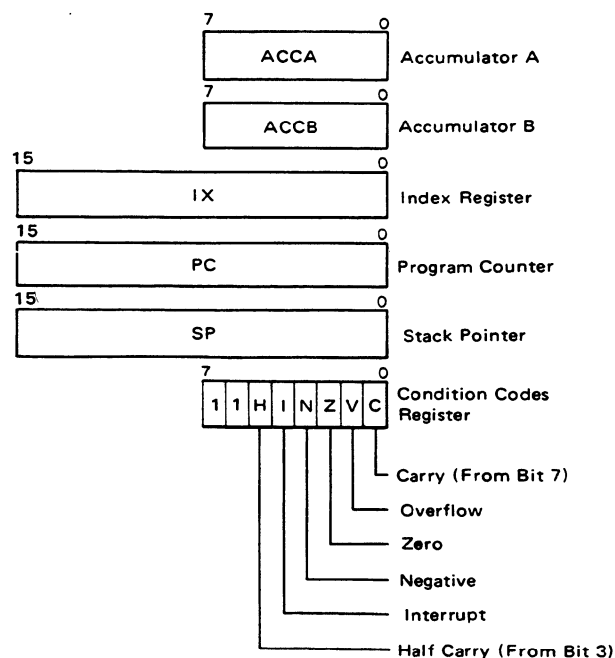 7 0
ACCA Accumulator A
7 0
ACCB Accumulator B
15 0
IX Index Register
15 0
PC Program Counter
15 0
SP Stack Pointer
7 0
1 1 H I N Z V C Condition Codes
Register
Carry (From Bit 7)
Overflow
Zero
Negative
Interrupt
Half Carry (From Bit 3)